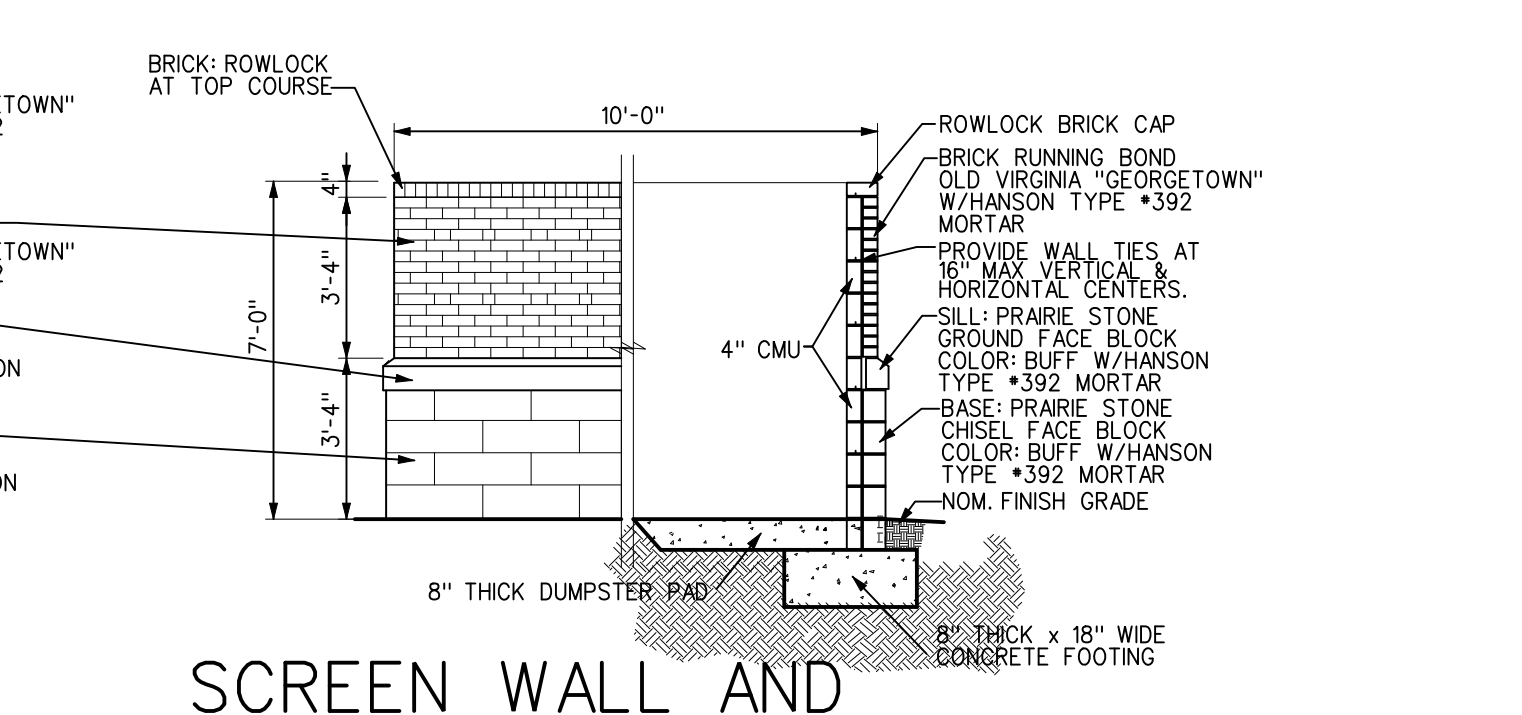 BRICK: ROWLOCK
AT TOP COURSE
ETOWN"
2
ETOWN"
2
ON
ON
10'-0"
4"
3'-4"
7'-0"
3'-4"
4" CMU
ROWLOCK BRICK CAP
BRICK RUNNING BOND
OLD VIRGINIA "GEORGETOWN"
W/HANSON TYPE #392
MORTAR
PROVIDE WALL TIES AT
16" MAX VERTICAL &
HORIZONTAL CENTERS.
SILL: PRAIRIE STONE
GROUND FACE BLOCK
COLOR: BUFF W/HANSON
TYPE #392 MORTAR
BASE: PRAIRIE STONE
CHISEL FACE BLOCK
COLOR: BUFF W/HANSON
TYPE #392 MORTAR
NOM. FINISH GRADE
8" THICK DUMPSTER PAD
8" THICK x 18" WIDE
CONCRETE FOOTING
SCREEN WALL AND